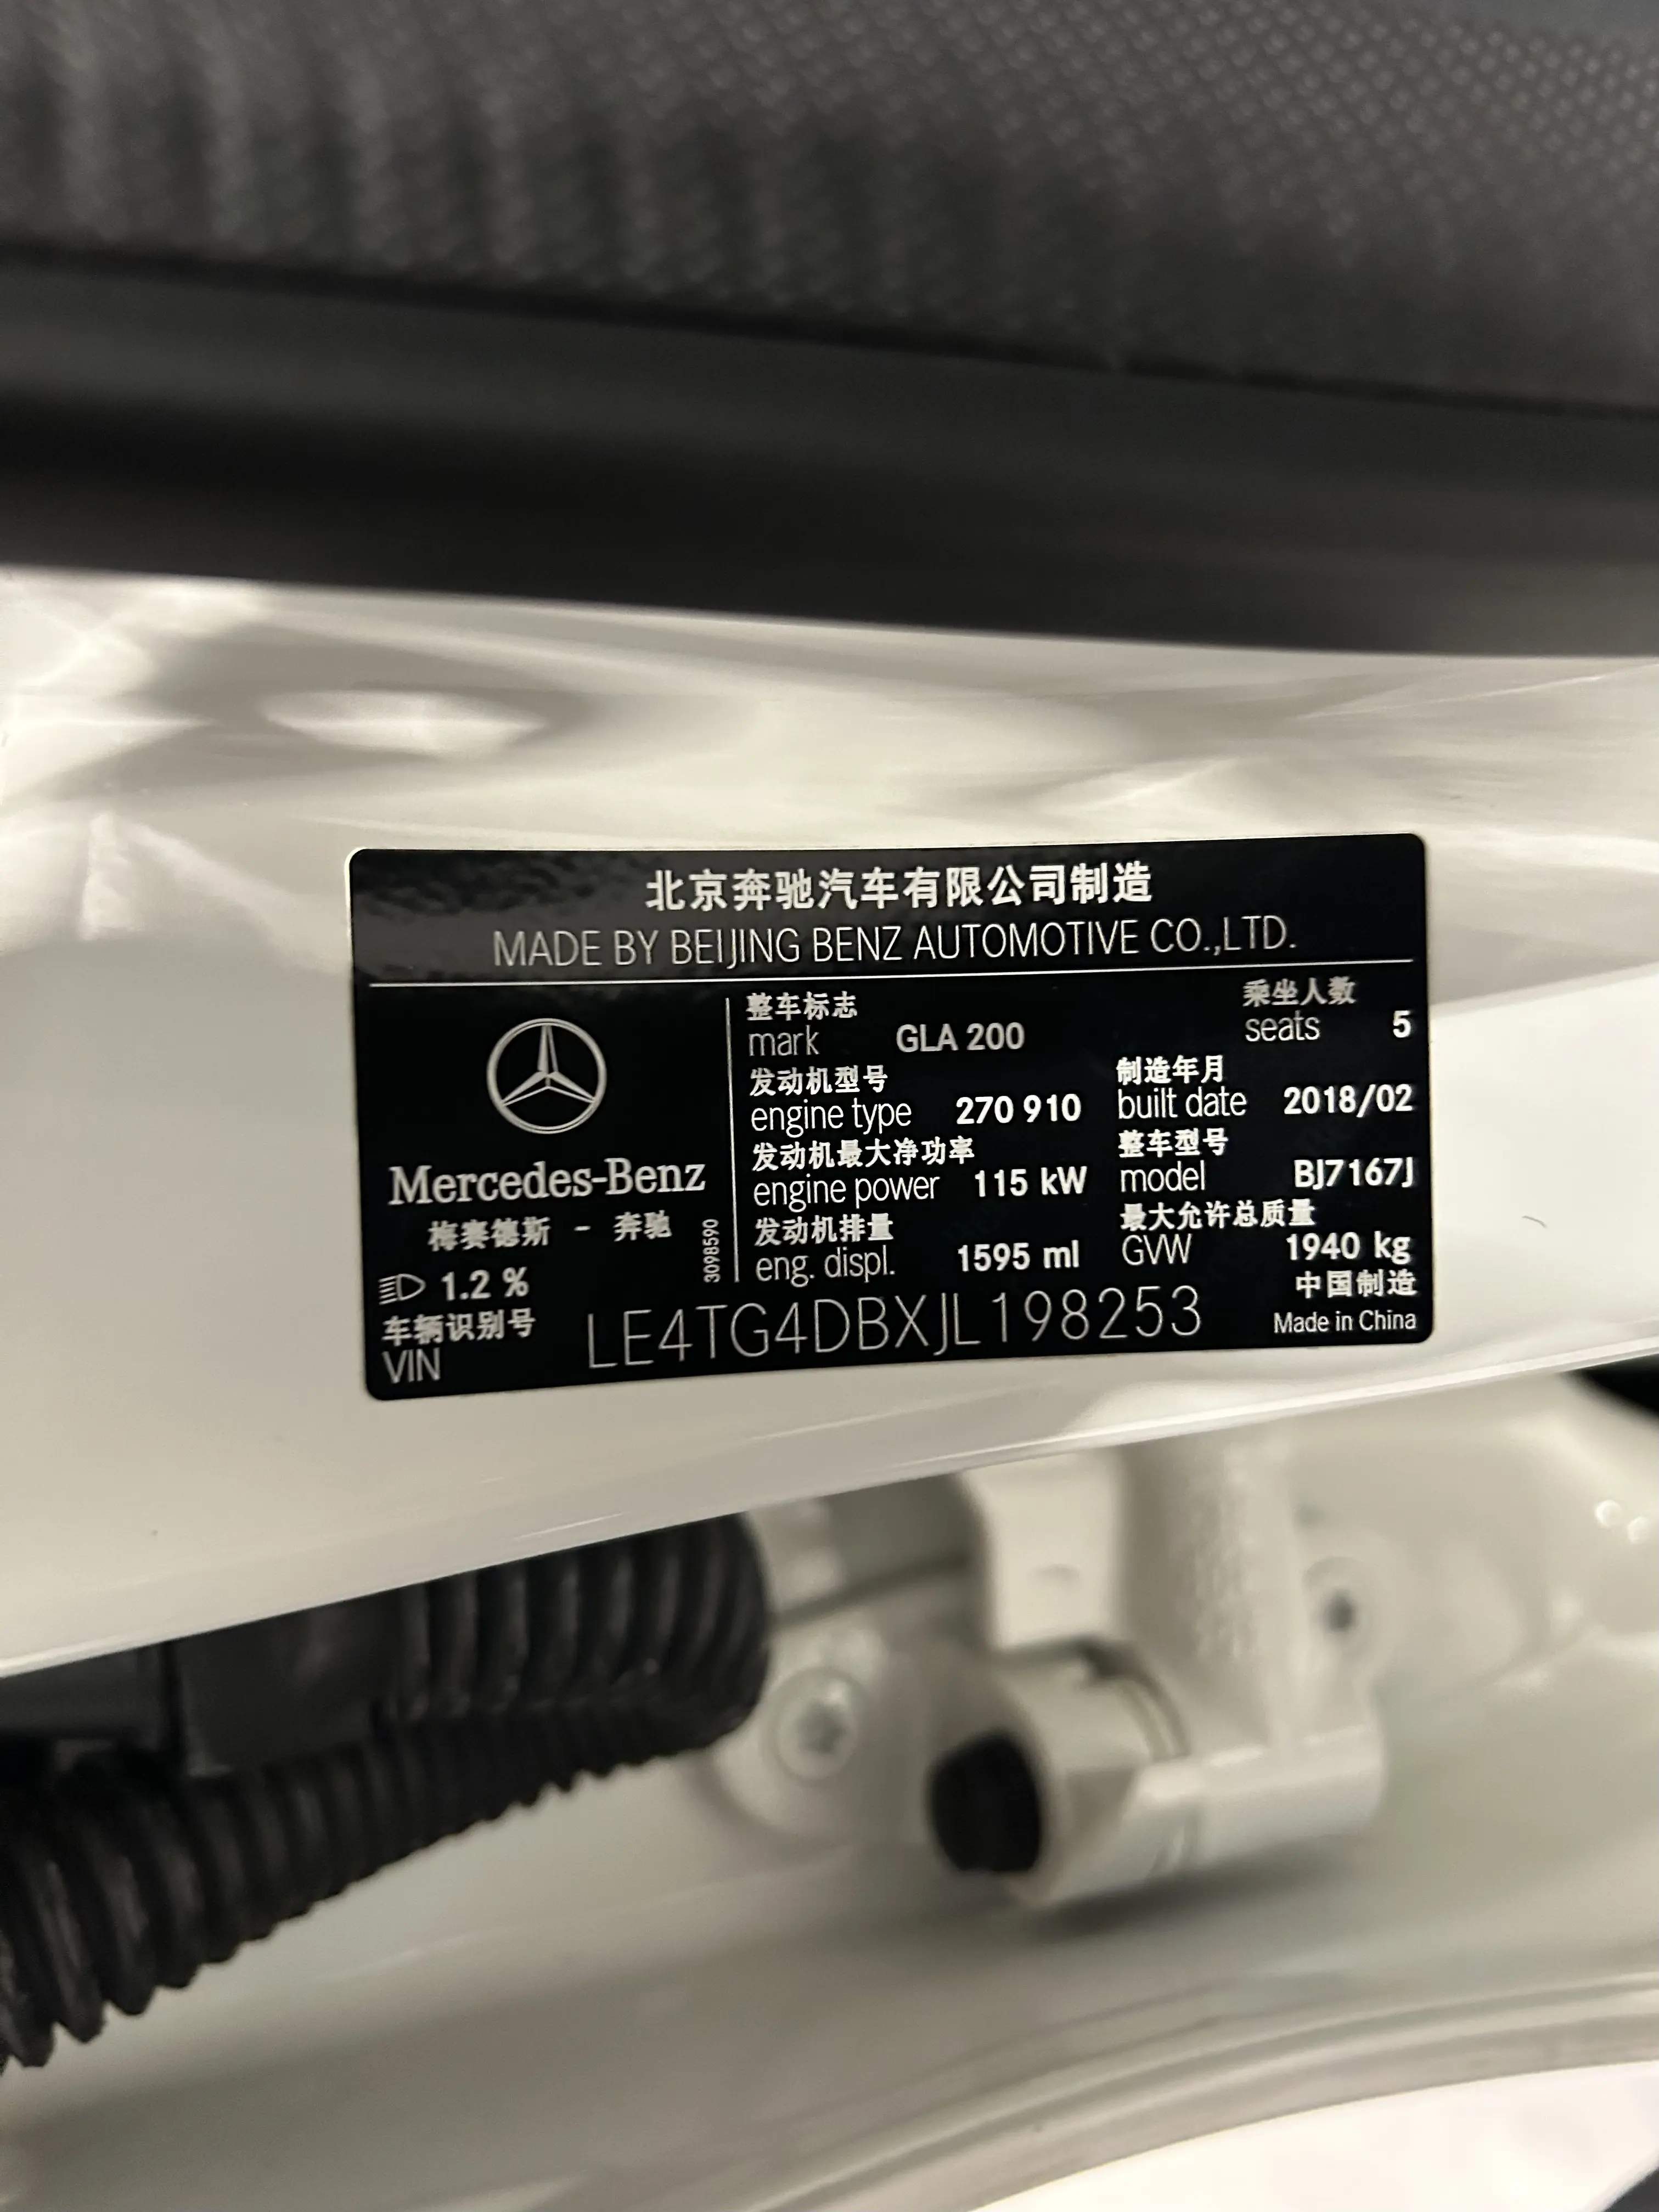 北京奔驰汽车有限公司制造
MADE BY BEIJING BENZ AUTOMOTIVE CO.,LTD.
Mercedes-Benz
梅赛德斯 - 奔驰
1.2 %
3098590
整车标志
mark GLA 200
乘坐人数
seats 5
发动机型号
engine type 270 910
制造年月
built date 2018/02
发动机最大净功率
engine power 115 kW
整车型号
model BJ7167J
发动机排量
eng. displ. 1595 ml
最大允许总质量
GVW 1940 kg
车辆识别号
VIN LE4TG4DBXJL198253
中国制造
Made in China